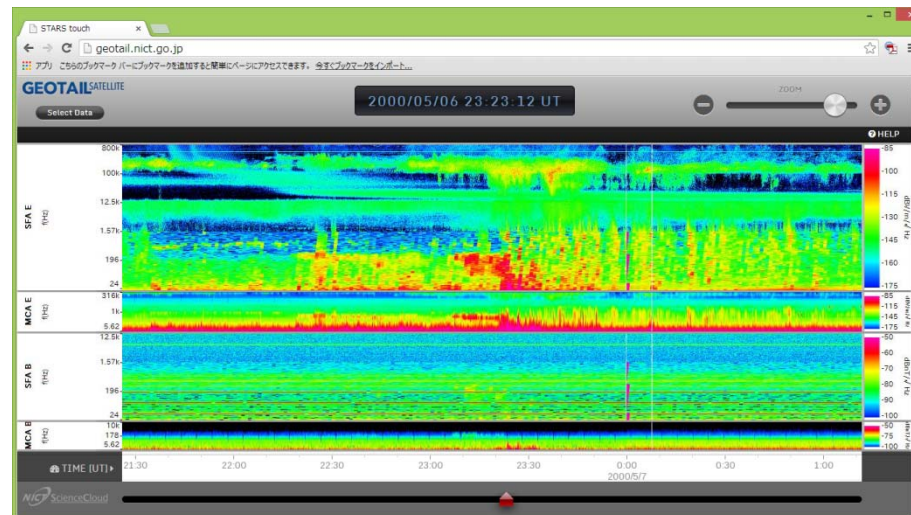 STARS touch
geotail.nict.go.jp
アプリ こちらのブックマーク バーにブックマークを追加すると簡単にページにアクセスできます。 今すぐブックマークをインポート...
GEOTAIL SATELLITE
Select Data
2000/05/06 23:23:12 UT
ZOOM
HELP
SFA E
f(Hz)
800k
100k
12.5k
1.57k
196
24
-85
-100
-115
-130
-145
-160
-175
dBV/m/√Hz
MCA E
f(Hz)
316k
1k
5.62
-85
-115
-145
-175
SFA B
f(Hz)
12.5k
1.57k
196
24
-50
-60
-70
-80
-90
-100
dBnT/√Hz
MCA B
f(Hz)
10k
178
5.62
-50
-75
-100
TIME [UT]
21:30 22:00 22:30 23:00 23:30 0:00 0:30 1:00
2000/5/7
NICT ScienceCloud